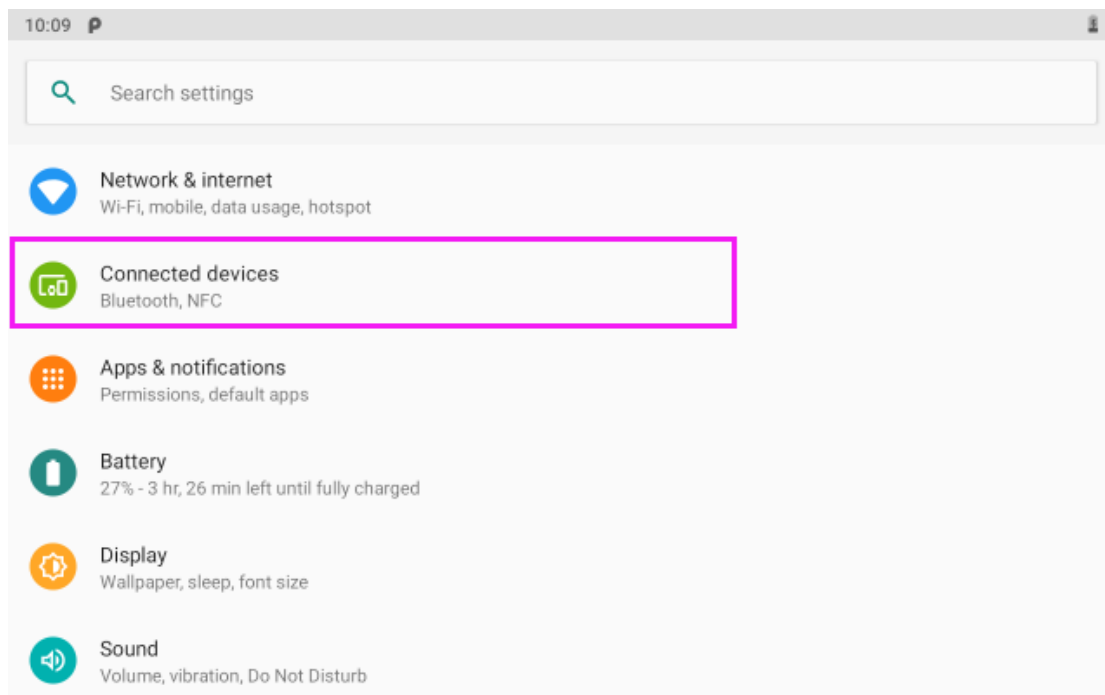 10:09
Search settings
Network & internet
Wi-Fi, mobile, data usage, hotspot
Connected devices
Bluetooth, NFC
Apps & notifications
Permissions, default apps
Battery
27% - 3 hr, 26 min left until fully charged
Display
Wallpaper, sleep, font size
Sound
Volume, vibration, Do Not Disturb